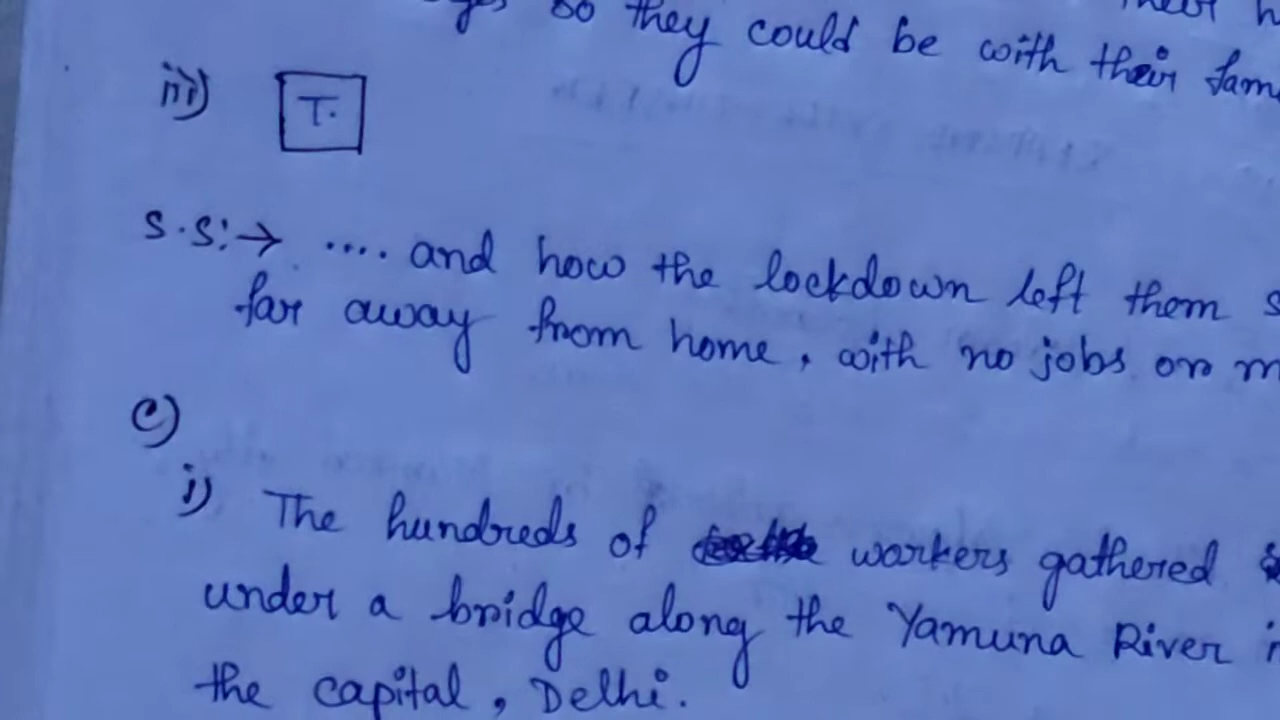 so they could be with their
iii) T.
s.s:→ .... and how the lockdown left them
far away from home, with no jobs or
c)
i) The hundreds of workers gathered
under a bridge along the Yamuna River
the capital, Delhi.